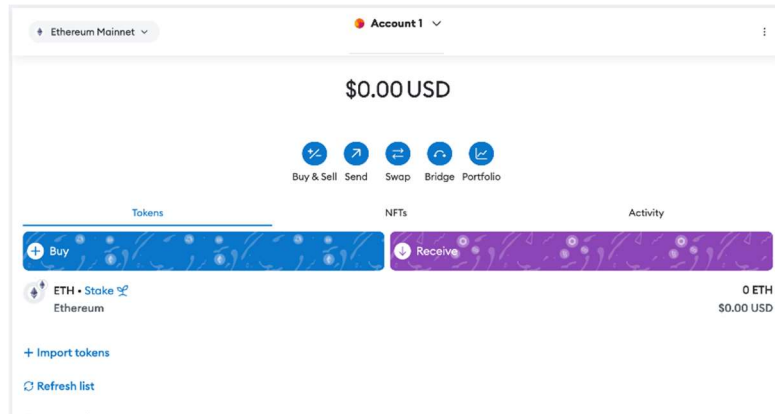 Ethereum Mainnet
Account 1
$0.00 USD
Buy & Sell Send Swap Bridge Portfolio
Tokens NFTs Activity
Buy Receive
ETH • Stake 0 ETH
Ethereum $0.00 USD
+ Import tokens
Refresh list